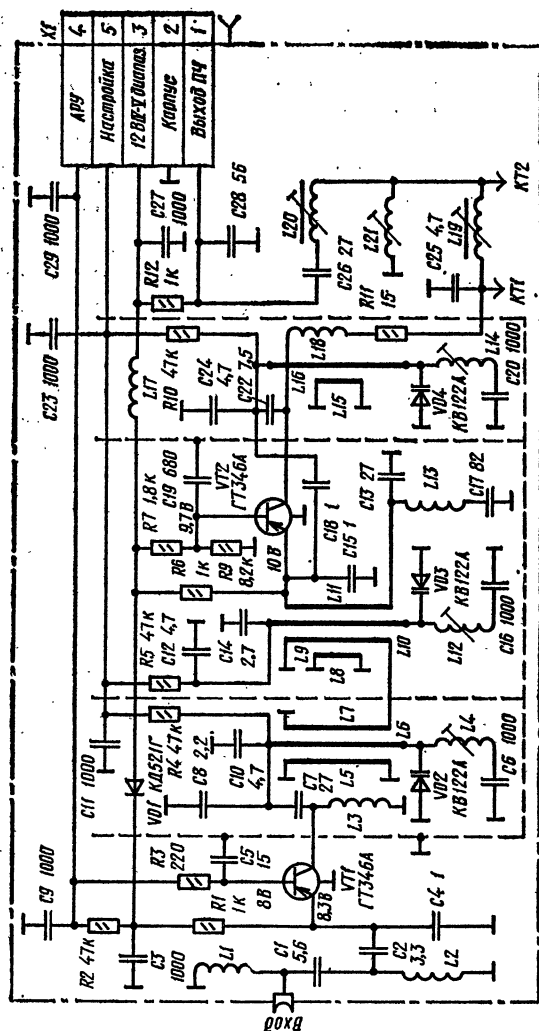 X1
4 АРУ
5 Настройка
3 12 В IV-V диапаз
2 Корпус
1 Выход ПЧ
C29 1000
C27 1000
R12 1к
C28 56
L20
C26 27
L21
L19
C25 4,7
R11 15
КТ2
КТ1
C23 1000
L17
R10 47к
C24 4,7
C22 7,5
L18
L16
L15
L14
VD4
КВ122А
C20 1000
R7 1,8к
C19 680
9,7В
VT2
ГТ346А
R6 1к
R9 8,2к
10В
C18 1
C15 1
C13 27
L13
C17 82
L11
R5 47к
C12 4,7
C14 2,7
L10
L9
L8
L7
VD3
КВ122А
L12
C16 1000
C11 1000
VD1 КД521Г
R4 47к
C8 2,2
C10 4,7
C7 27
L6
L5
L3
L4
VD2
КВ122А
C6 1000
C9 1000
R3 220
C5 15
R2 47к
R1 1к
8В
8,3В
VT1
ГТ346А
C3 1000
L1
C1 5,6
C2 3,3
L2
C4 1
Вход